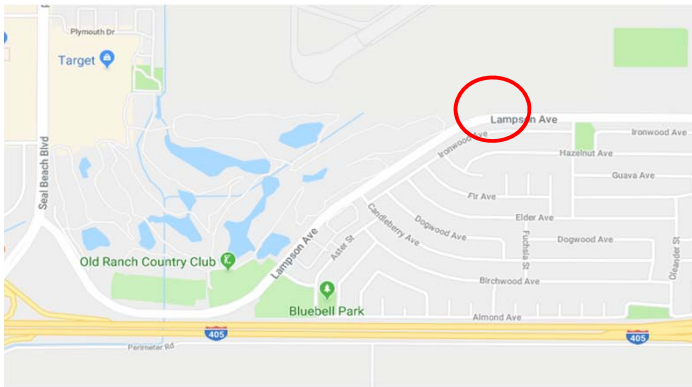 Plymouth Dr
Target
Seal Beach Blvd
Lampson Ave
Ironwood Ave
Ironwood Ave
Hazelnut Ave
Guava Ave
Fir Ave
Elder Ave
Candleberry Ave
Dogwood Ave
Fuchsia St
Dogwood Ave
Oleander St
Aster St
Lampson Ave
Old Ranch Country Club
Birchwood Ave
Bluebell Park
Almond Ave
405
405
Perimeter Rd